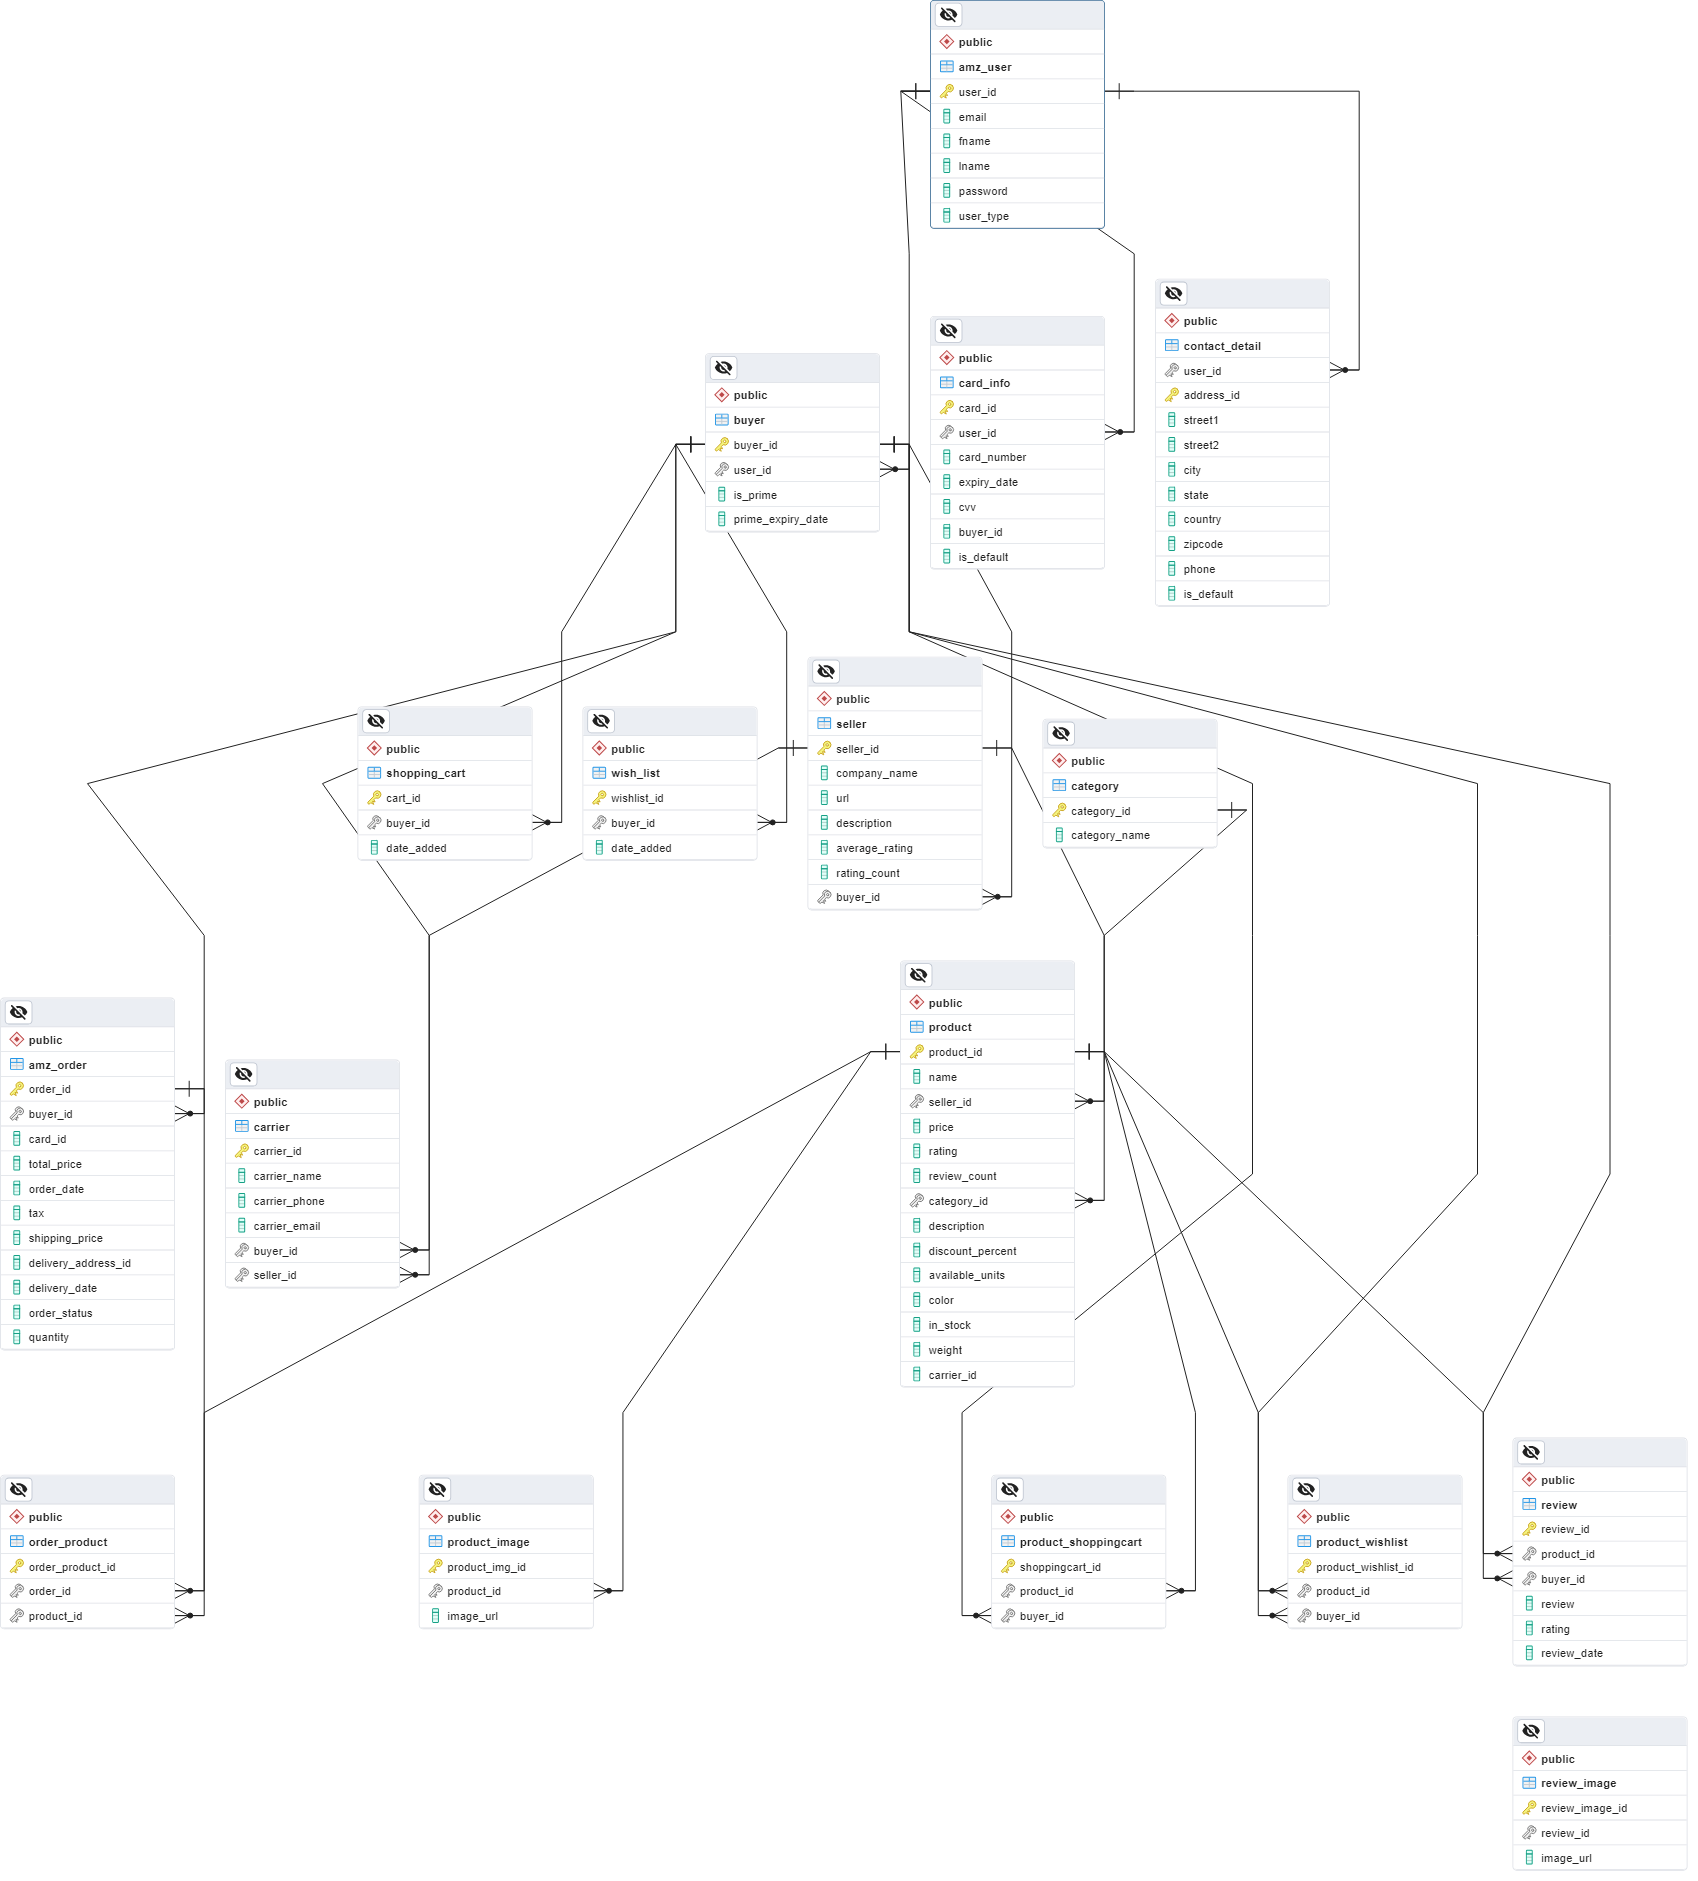 public
amz_user
user_id
email
fname
lname
password
user_type
public
contact_detail
user_id
address_id
street1
street2
city
state
country
zipcode
phone
is_default
public
card_info
card_id
user_id
card_number
expiry_date
cvv
buyer_id
is_default
public
buyer
buyer_id
user_id
is_prime
prime_expiry_date
public
shopping_cart
cart_id
buyer_id
date_added
public
wish_list
wishlist_id
buyer_id
date_added
public
seller
seller_id
company_name
url
description
average_rating
rating_count
buyer_id
public
category
category_id
category_name
public
amz_order
order_id
buyer_id
card_id
total_price
order_date
tax
shipping_price
delivery_address_id
delivery_date
order_status
quantity
public
carrier
carrier_id
carrier_name
carrier_phone
carrier_email
buyer_id
seller_id
public
product
product_id
name
seller_id
price
rating
review_count
category_id
description
discount_percent
available_units
color
in_stock
weight
carrier_id
public
order_product
order_product_id
order_id
product_id
public
product_image
product_img_id
product_id
image_url
public
product_shoppingcart
shoppingcart_id
product_id
buyer_id
public
product_wishlist
product_wishlist_id
product_id
buyer_id
public
review
review_id
product_id
buyer_id
review
rating
review_date
public
review_image
review_image_id
review_id
image_url